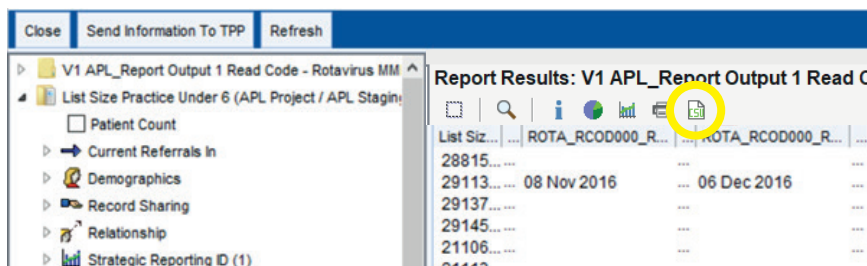 Close Send Information To TPP Refresh
V1 APL_Report Output 1 Read Code - Rotavirus MM
List Size Practice Under 6 (APL Project / APL Staging
Patient Count
Current Referrals In
Demographics
Record Sharing
Relationship
Strategic Reporting ID (1)
Report Results: V1 APL_Report Output 1 Read C
CSV
List Siz... ... ROTA_RCOD000_R... ... ROTA_RCOD000_R... ...
28815... ... ... ...
29113... ... 08 Nov 2016 ... 06 Dec 2016 ...
29137... ... ... ...
29145... ... ... ...
21106... ... ... ...